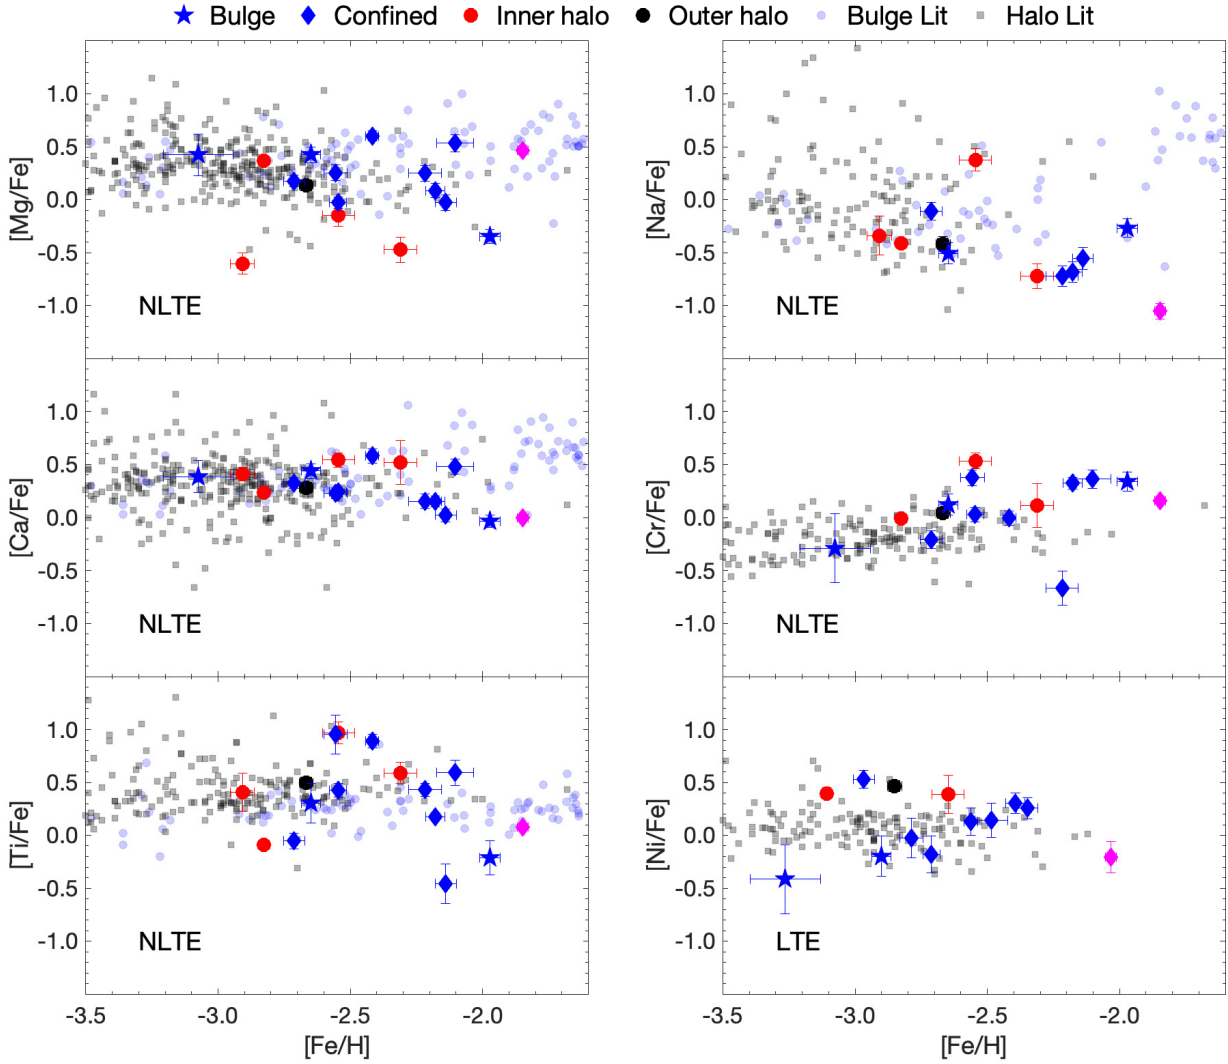 Bulge Confined Inner halo Outer halo Bulge Lit Halo Lit
[Mg/Fe]
1.0
0.5
0.0
-0.5
-1.0
NLTE
[Na/Fe]
1.0
0.5
0.0
-0.5
-1.0
NLTE
[Ca/Fe]
1.0
0.5
0.0
-0.5
-1.0
NLTE
[Cr/Fe]
1.0
0.5
0.0
-0.5
-1.0
NLTE
[Ti/Fe]
1.0
0.5
0.0
-0.5
-1.0
NLTE
-3.5 -3.0 -2.5 -2.0
[Fe/H]
[Ni/Fe]
1.0
0.5
0.0
-0.5
-1.0
LTE
-3.5 -3.0 -2.5 -2.0
[Fe/H]